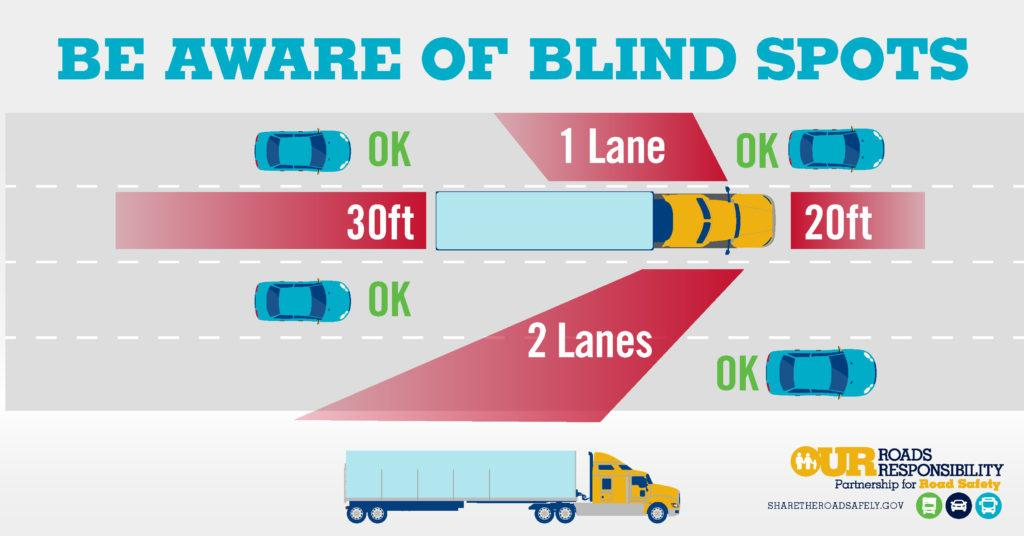 BE AWARE OF BLIND SPOTS
OK
1 Lane
OK
30ft
20ft
OK
2 Lanes
OK
OUR ROADS
RESPONSIBILITY
Partnership for Road Safety
SHARETHEROADSAFELY.GOV